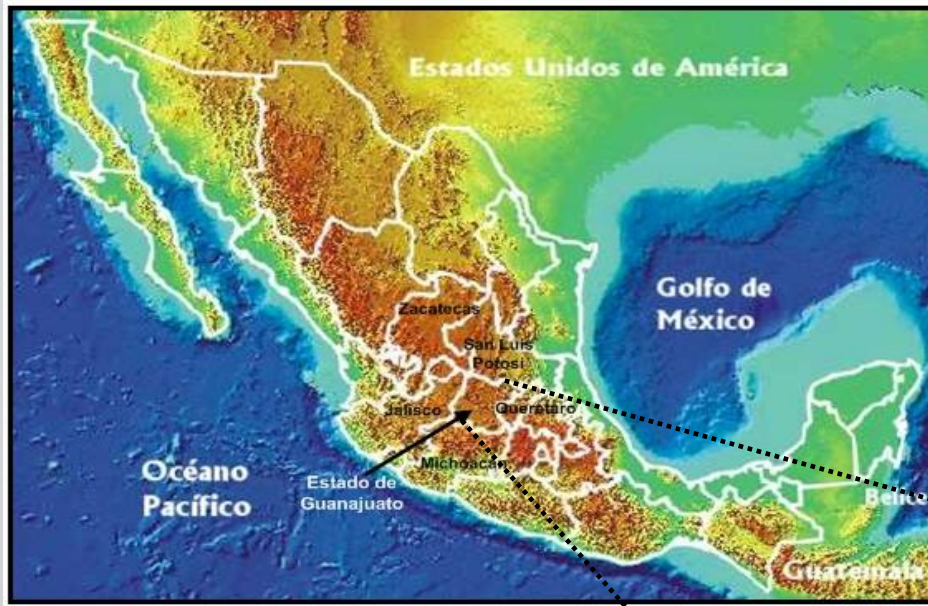 Estados Unidos de América
Golfo de
México
Zacatecas
San Luis
Potosí
Jalisco
Querétaro
Michoacán
Estado de
Guanajuato
Océano
Pacífico
Belice
Guatemala